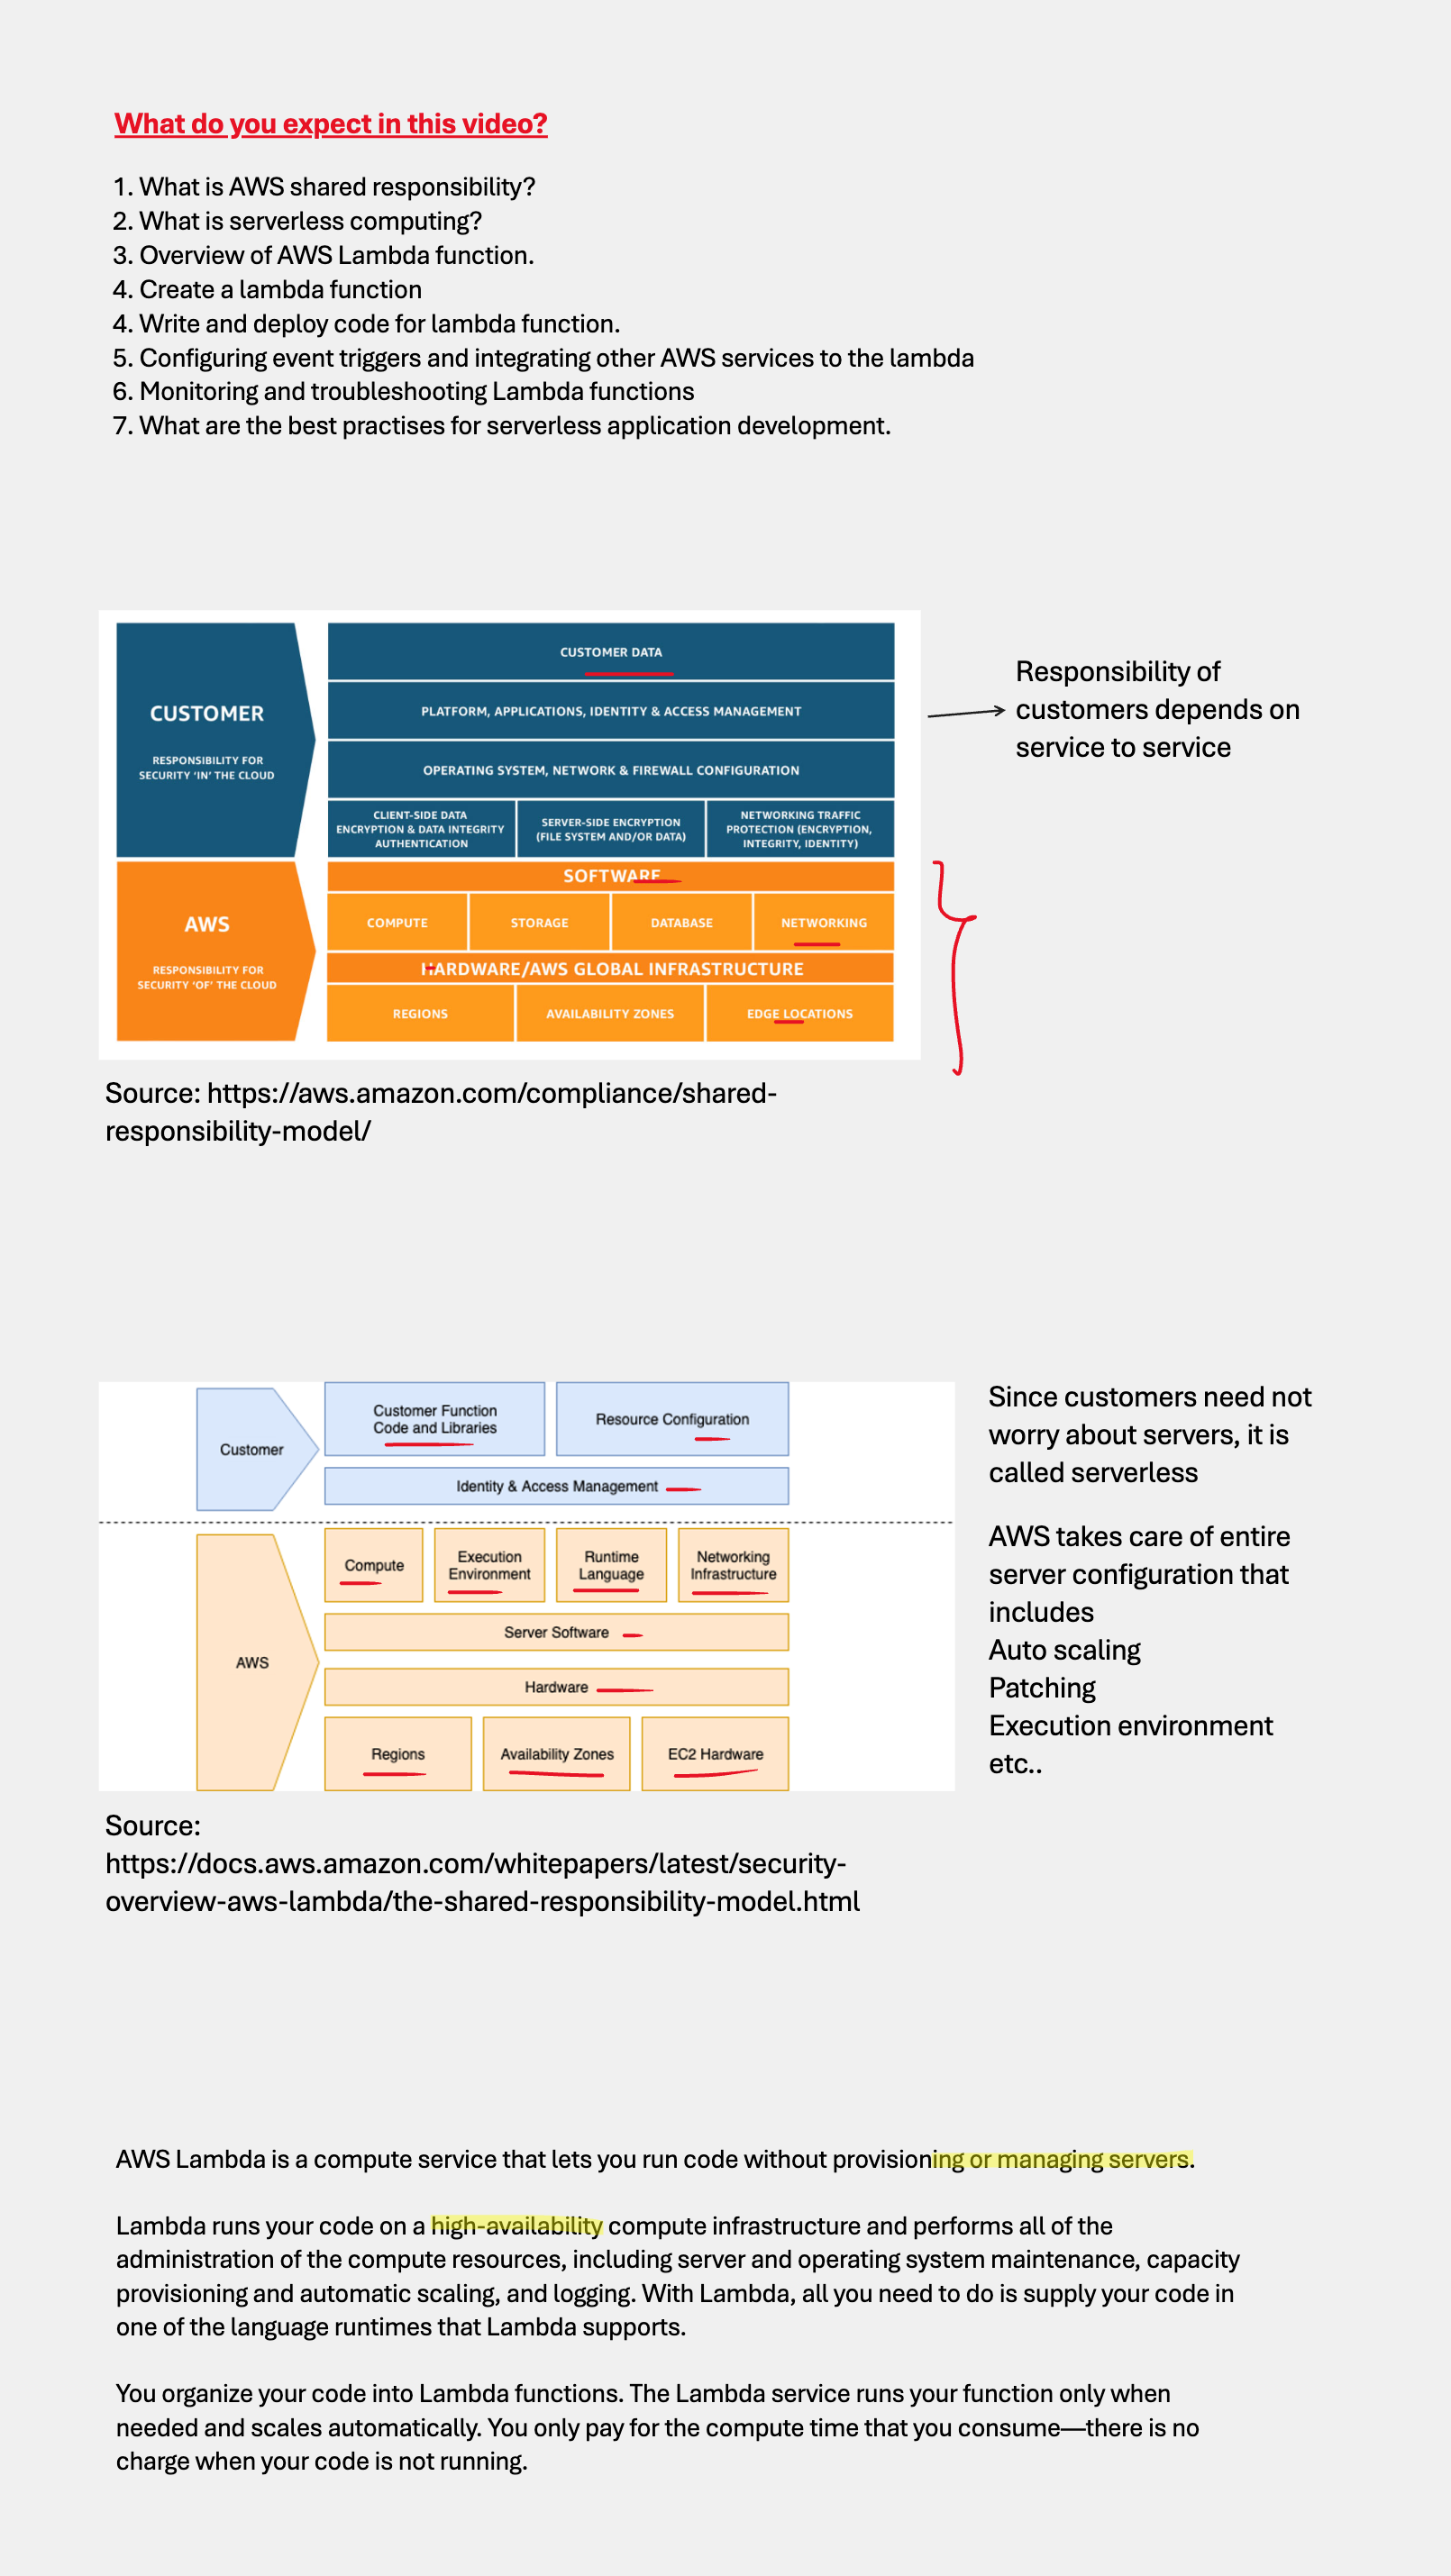 What do you expect in this video?
1. What is AWS shared responsibility?
2. What is serverless computing?
3. Overview of AWS Lambda function.
4. Create a lambda function
4. Write and deploy code for lambda function.
5. Configuring event triggers and integrating other AWS services to the lambda
6. Monitoring and troubleshooting Lambda functions
7. What are the best practises for serverless application development.
CUSTOMER
RESPONSIBILITY FOR
SECURITY 'IN' THE CLOUD
CUSTOMER DATA
PLATFORM, APPLICATIONS, IDENTITY & ACCESS MANAGEMENT
OPERATING SYSTEM, NETWORK & FIREWALL CONFIGURATION
CLIENT-SIDE DATA
ENCRYPTION & DATA INTEGRITY
AUTHENTICATION
SERVER-SIDE ENCRYPTION
(FILE SYSTEM AND/OR DATA)
NETWORKING TRAFFIC
PROTECTION (ENCRYPTION,
INTEGRITY, IDENTITY)
Responsibility of
customers depends on
service to service
AWS
RESPONSIBILITY FOR
SECURITY 'OF' THE CLOUD
SOFTWARE
COMPUTE
STORAGE
DATABASE
NETWORKING
HARDWARE/AWS GLOBAL INFRASTRUCTURE
REGIONS
AVAILABILITY ZONES
EDGE LOCATIONS
Source: https://aws.amazon.com/compliance/shared-
responsibility-model/
Customer
Customer Function
Code and Libraries
Resource Configuration
Identity & Access Management
AWS
Compute
Execution
Environment
Runtime
Language
Networking
Infrastructure
Server Software
Hardware
Regions
Availability Zones
EC2 Hardware
Since customers need not
worry about servers, it is
called serverless
AWS takes care of entire
server configuration that
includes
Auto scaling
Patching
Execution environment
etc..
Source:
https://docs.aws.amazon.com/whitepapers/latest/security-
overview-aws-lambda/the-shared-responsibility-model.html
AWS Lambda is a compute service that lets you run code without provisioning or managing servers.
Lambda runs your code on a high-availability compute infrastructure and performs all of the
administration of the compute resources, including server and operating system maintenance, capacity
provisioning and automatic scaling, and logging. With Lambda, all you need to do is supply your code in
one of the language runtimes that Lambda supports.
You organize your code into Lambda functions. The Lambda service runs your function only when
needed and scales automatically. You only pay for the compute time that you consume—there is no
charge when your code is not running.